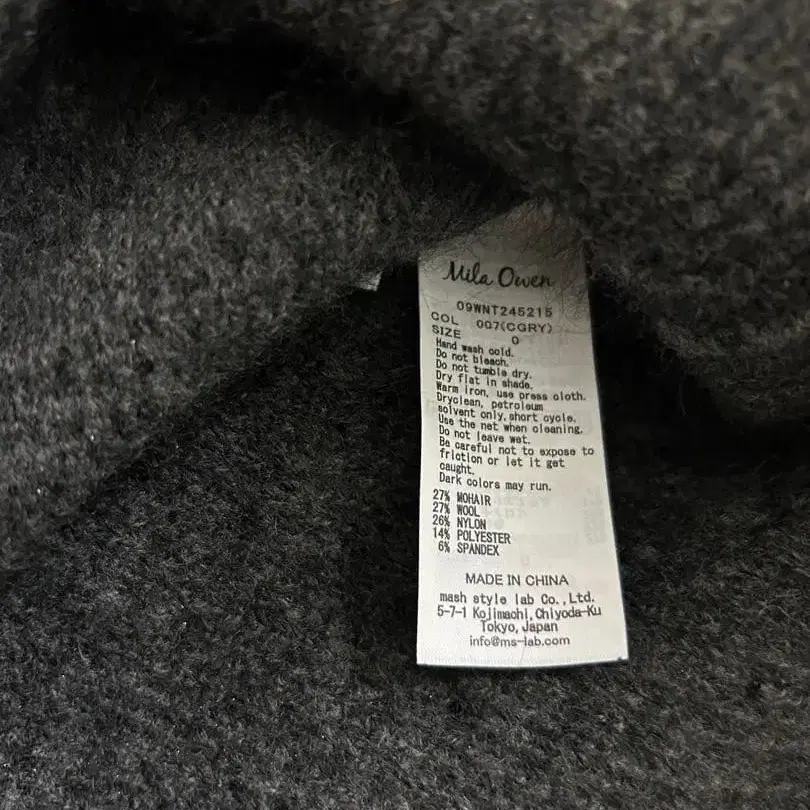 Mila Owen
09WNT245215
COL 007(CGRY)
SIZE 0
Hand wash cold.
Do not bleach.
Do not tumble dry.
Dry flat in shade.
Warm iron, use press cloth.
Dryclean, petroleum
solvent only, short cycle.
Use the net when cleaning.
Do not leave wet.
Be careful not to expose to
friction or let it get
caught.
Dark colors may run.
27% MOHAIR
27% WOOL
26% NYLON
14% POLYESTER
6% SPANDEX
MADE IN CHINA
mash style lab Co.,Ltd.
5-7-1 Kojimachi,Chiyoda-Ku
Tokyo,Japan
info@ms-lab.com